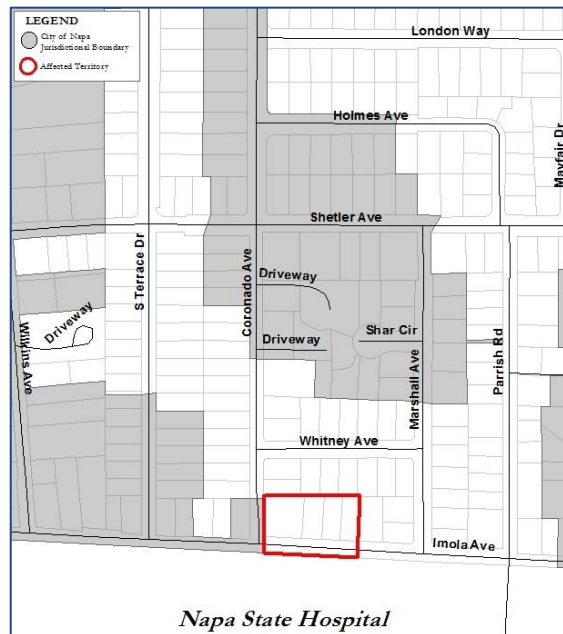 LEGEND
City of Napa
Jurisdictional Boundary
Affected Territory
London Way
Holmes Ave
Mayfair Dr
Shetler Ave
S Terrace Dr
Coronado Ave
Driveway
Driveway
Shar Cir
Driveway
Wilkins Ave
Marshall Ave
Parrish Rd
Whitney Ave
Imola Ave
Napa State Hospital